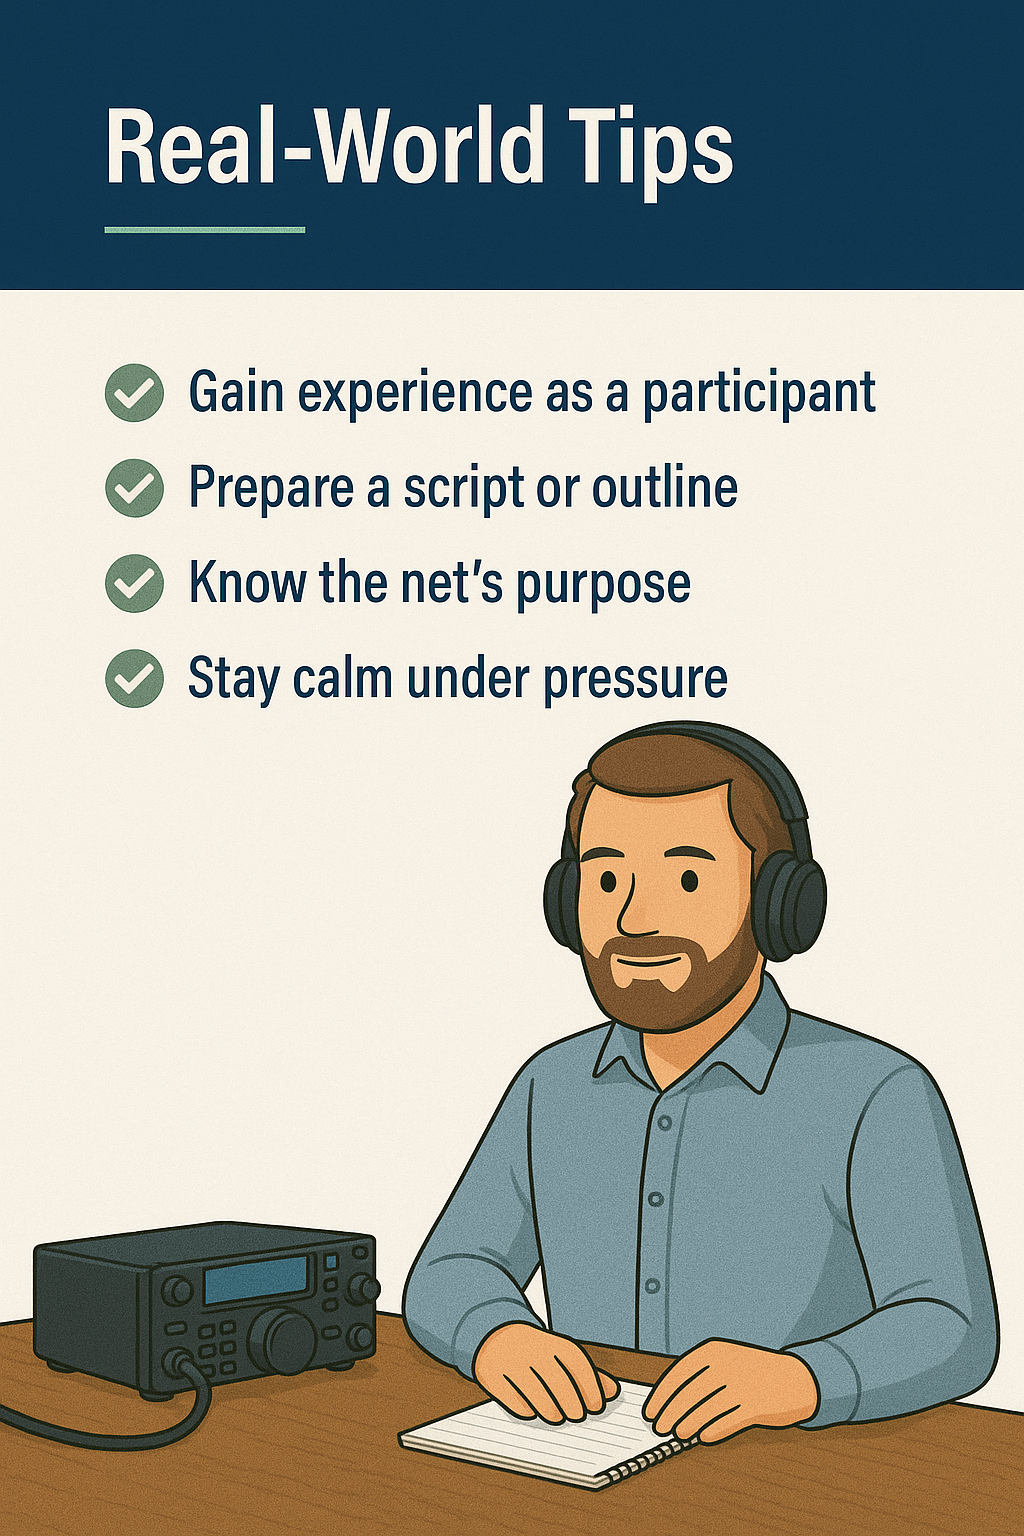 Real-World Tips
Gain experience as a participant
Prepare a script or outline
Know the net’s purpose
Stay calm under pressure